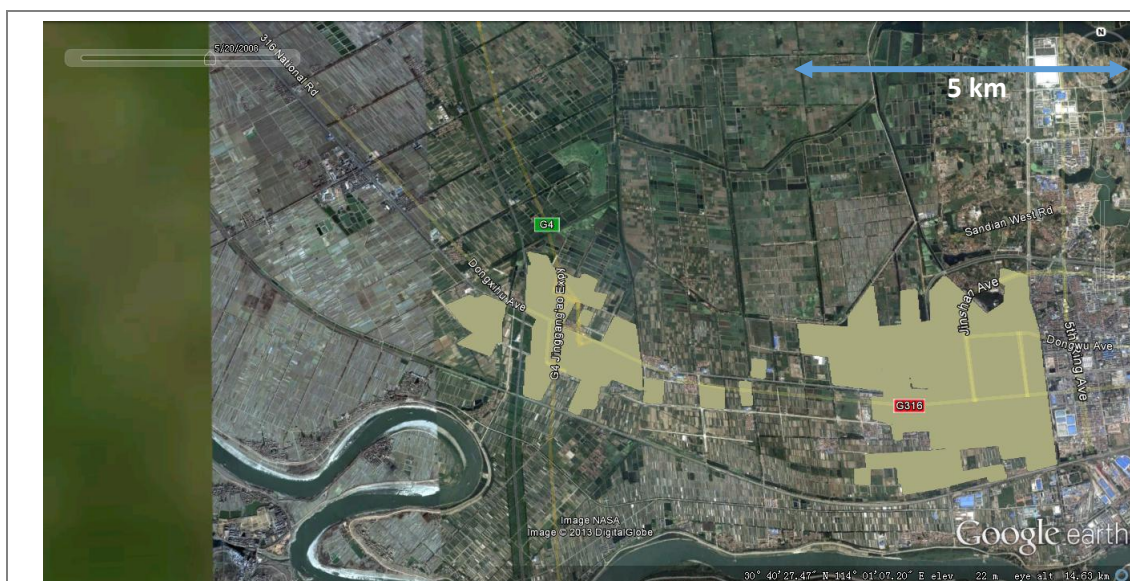 5/20/2008
316 National Rd
5 km
N
G4
Sandian West Rd
Dongxihu Ave
G4 Jinggang'ao Expy
Jinshan Ave
5th Ring Ave
Dongwu Ave
G316
Image NASA
Image © 2013 DigitalGlobe
Google earth
30° 40'27.47" N 114° 01'07.20" E elev 22 m eye alt 14.63 km